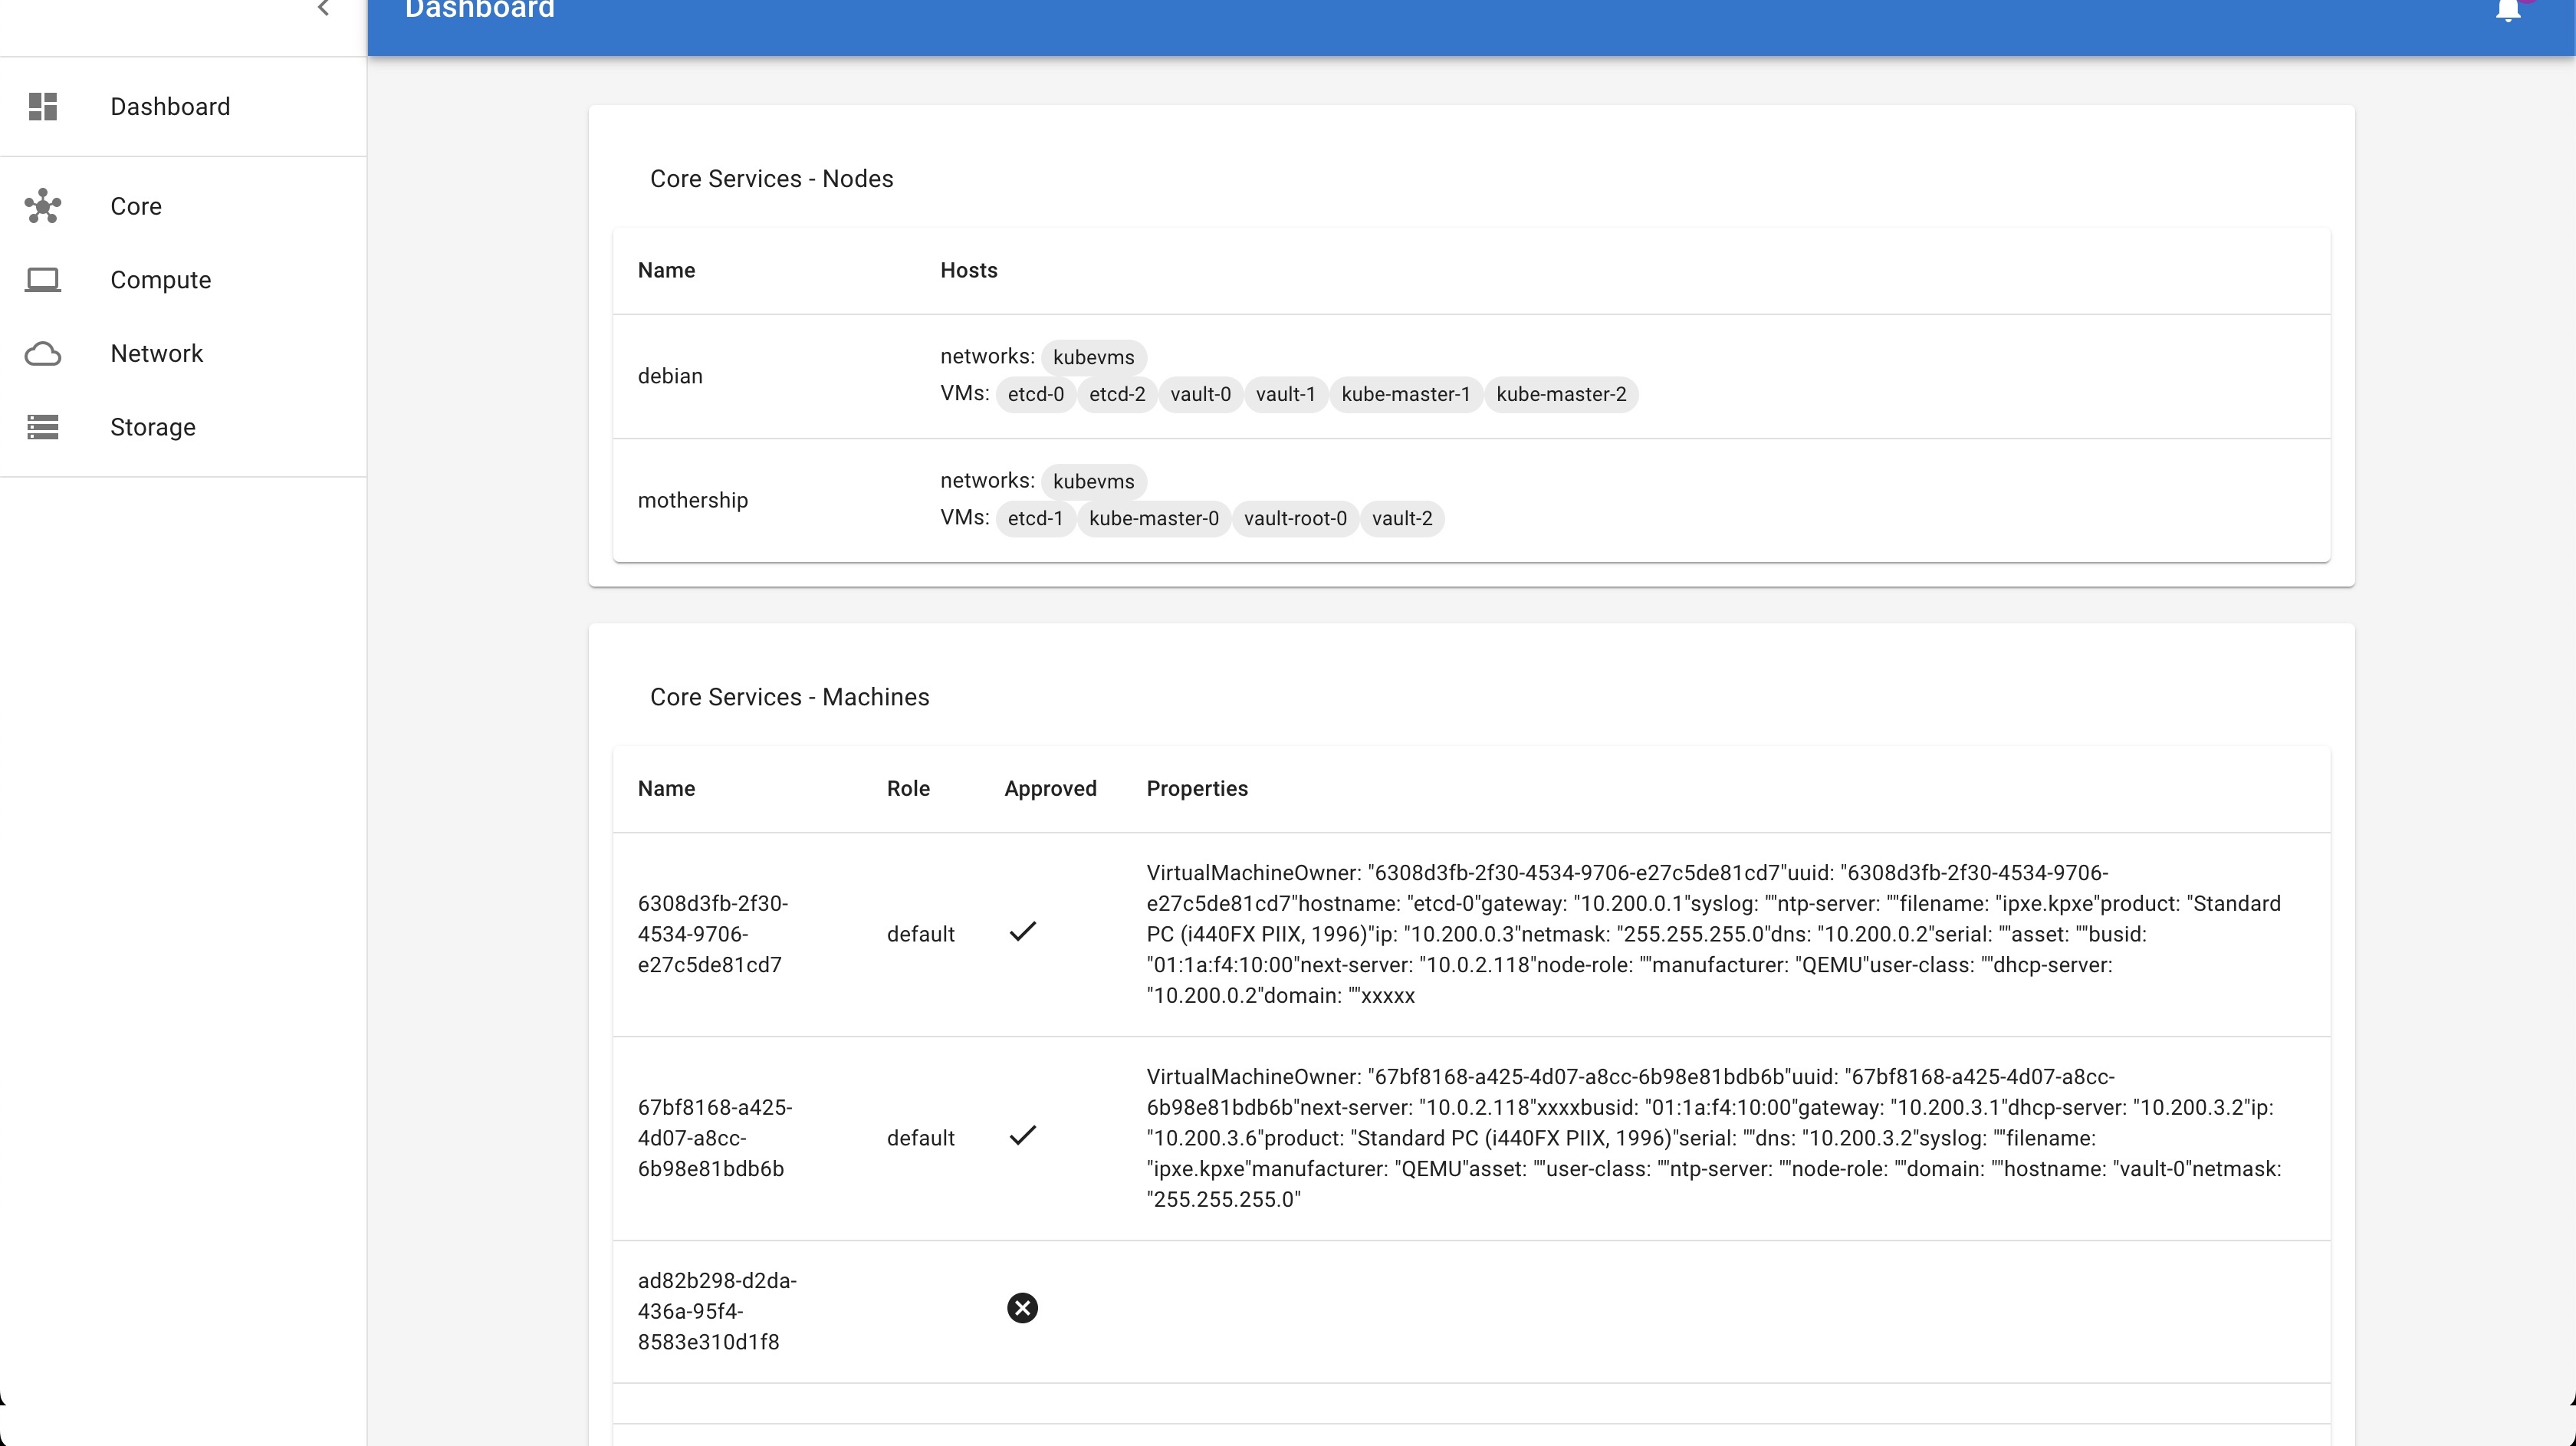 Dashboard
Dashboard
Core
Compute
Network
Storage
Core Services - Nodes
Name Hosts
debian
networks: kubevms
VMs: etcd-0 etcd-2 vault-0 vault-1 kube-master-1 kube-master-2
mothership
networks: kubevms
VMs: etcd-1 kube-master-0 vault-root-0 vault-2
Core Services - Machines
Name Role Approved Properties
6308d3fb-2f30-
4534-9706-
e27c5de81cd7
default
VirtualMachineOwner: "6308d3fb-2f30-4534-9706-e27c5de81cd7"uuid: "6308d3fb-2f30-4534-9706-
e27c5de81cd7"hostname: "etcd-0"gateway: "10.200.0.1"syslog: ""ntp-server: ""filename: "ipxe.kpxe"product: "Standard
PC (i440FX PIIX, 1996)"ip: "10.200.0.3"netmask: "255.255.255.0"dns: "10.200.0.2"serial: ""asset: ""busid:
"01:1a:f4:10:00"next-server: "10.0.2.118"node-role: ""manufacturer: "QEMU"user-class: ""dhcp-server:
"10.200.0.2"domain: ""xxxxx
67bf8168-a425-
4d07-a8cc-
6b98e81bdb6b
default
VirtualMachineOwner: "67bf8168-a425-4d07-a8cc-6b98e81bdb6b"uuid: "67bf8168-a425-4d07-a8cc-
6b98e81bdb6b"next-server: "10.0.2.118"xxxxbusid: "01:1a:f4:10:00"gateway: "10.200.3.1"dhcp-server: "10.200.3.2"ip:
"10.200.3.6"product: "Standard PC (i440FX PIIX, 1996)"serial: ""dns: "10.200.3.2"syslog: ""filename:
"ipxe.kpxe"manufacturer: "QEMU"asset: ""user-class: ""ntp-server: ""node-role: ""domain: ""hostname: "vault-0"netmask:
"255.255.255.0"
ad82b298-d2da-
436a-95f4-
8583e310d1f8